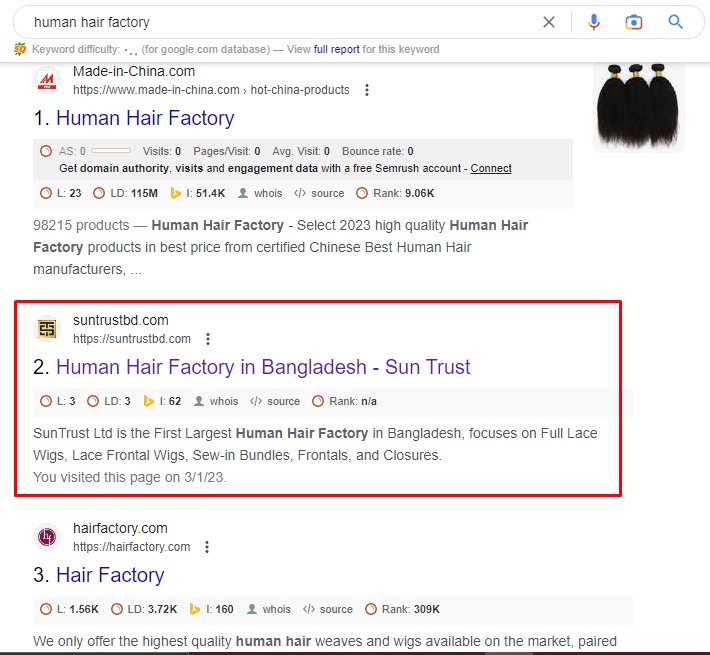 human hair factory
Keyword difficulty: (for google.com database) — View full report for this keyword
Made-in-China.com
https://www.made-in-china.com › hot-china-products
1. Human Hair Factory
AS: 0 Visits: 0 Pages/Visit: 0 Avg. Visit: 0 Bounce rate: 0
Get domain authority, visits and engagement data with a free Semrush account - Connect
L: 23 LD: 115M I: 51.4K whois </> source Rank: 9.06K
98215 products — Human Hair Factory - Select 2023 high quality Human Hair
Factory products in best price from certified Chinese Best Human Hair
manufacturers, ...
suntrustbd.com
https://suntrustbd.com
2. Human Hair Factory in Bangladesh - Sun Trust
L: 3 LD: 3 I: 62 whois </> source Rank: n/a
SunTrust Ltd is the First Largest Human Hair Factory in Bangladesh, focuses on Full Lace
Wigs, Lace Frontal Wigs, Sew-in Bundles, Frontals, and Closures.
You visited this page on 3/1/23.
hairfactory.com
https://hairfactory.com
3. Hair Factory
L: 1.56K LD: 3.72K I: 160 whois </> source Rank: 309K
We only offer the highest quality human hair weaves and wigs available on the market, paired